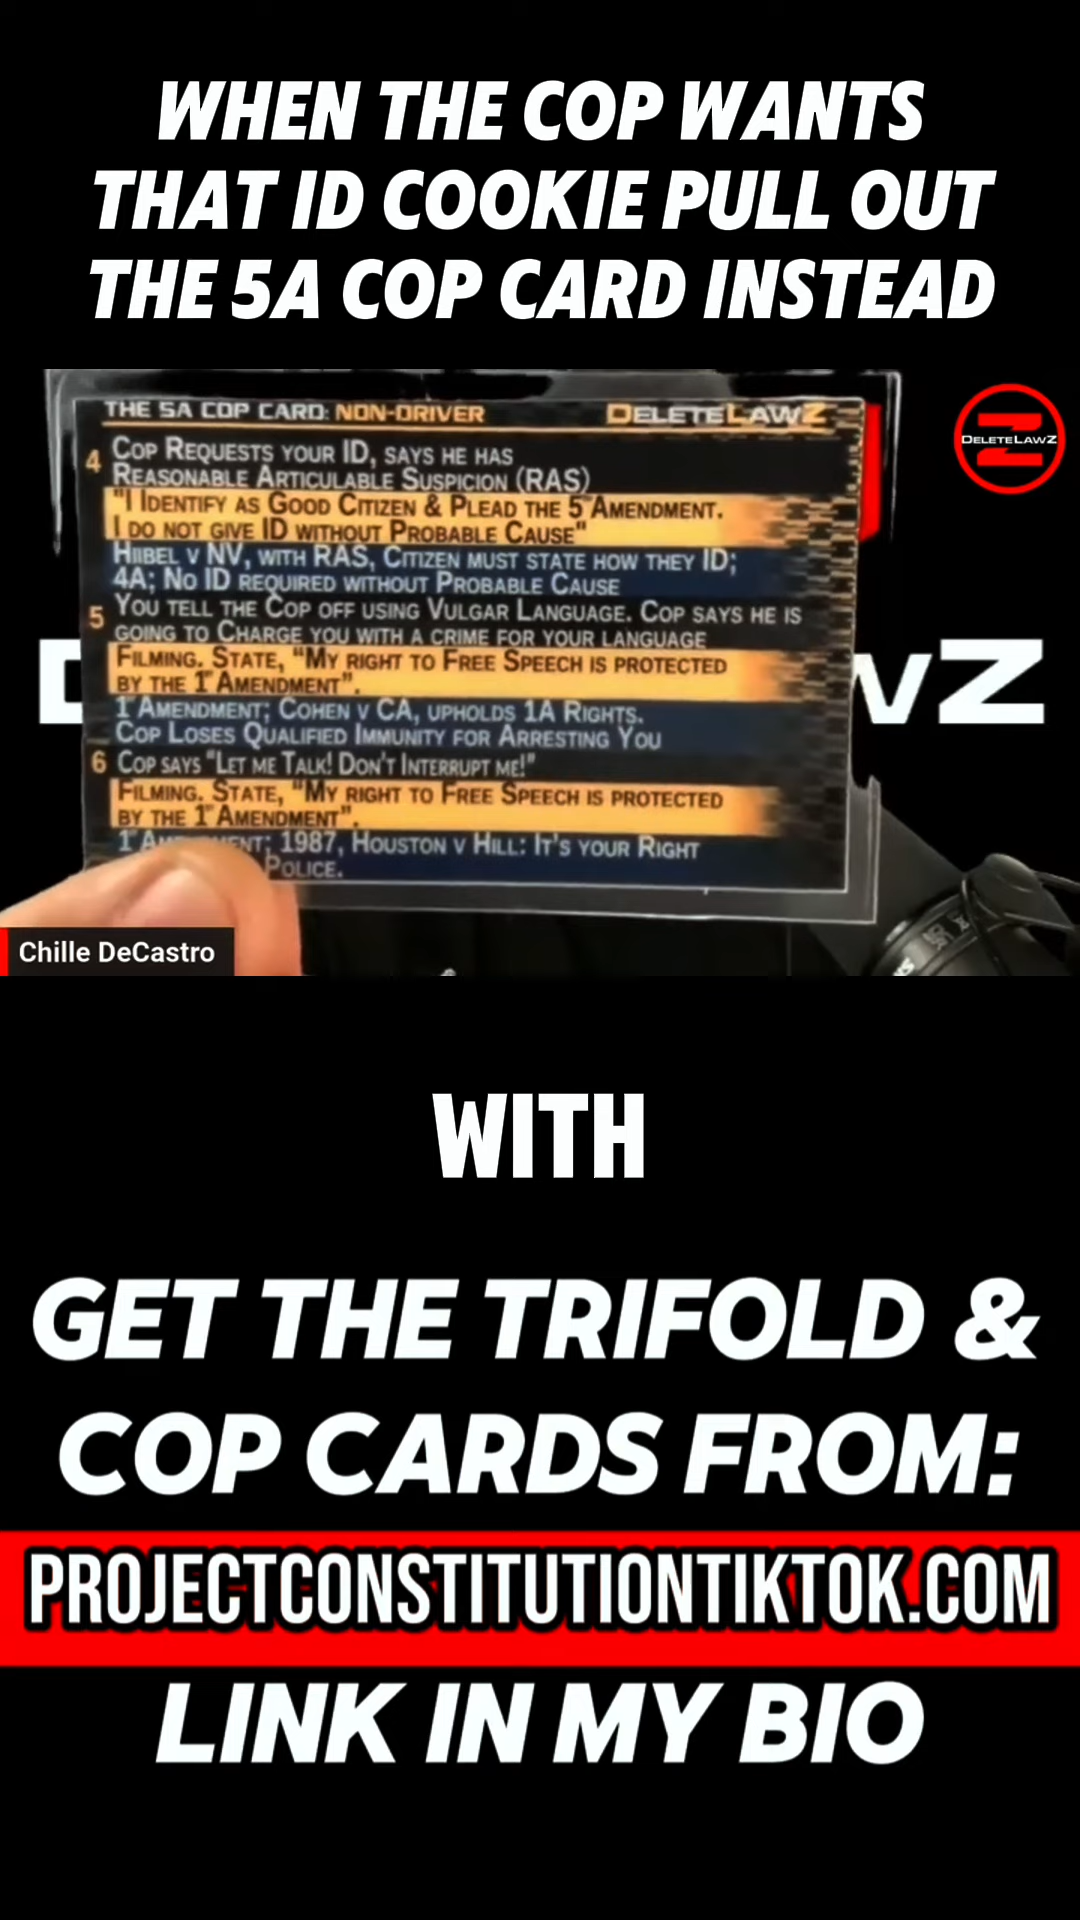 WHEN THE COP WANTS
THAT ID COOKIE PULL OUT
THE 5A COP CARD INSTEAD
THE 5A COP CARD: NON-DRIVER DELETELAWZ
4 COP REQUESTS YOUR ID, SAYS HE HAS
REASONABLE ARTICULABLE SUSPICION (RAS)
"I IDENTIFY AS GOOD CITIZEN & PLEAD THE 5TH AMENDMENT.
I DO NOT GIVE ID WITHOUT PROBABLE CAUSE"
HIIBEL V NV, WITH RAS, CITIZEN MUST STATE HOW THEY ID;
4A; NO ID REQUIRED WITHOUT PROBABLE CAUSE
5 YOU TELL THE COP OFF USING VULGAR LANGUAGE. COP SAYS HE IS
GOING TO CHARGE YOU WITH A CRIME FOR YOUR LANGUAGE
FILMING. STATE, "MY RIGHT TO FREE SPEECH IS PROTECTED
BY THE 1ST AMENDMENT".
1ST AMENDMENT; COHEN V CA, UPHOLDS 1A RIGHTS.
COP LOSES QUALIFIED IMMUNITY FOR ARRESTING YOU
6 COP SAYS "LET ME TALK! DON'T INTERRUPT ME!"
FILMING. STATE, "MY RIGHT TO FREE SPEECH IS PROTECTED
BY THE 1ST AMENDMENT".
1ST AMENDMENT; 1987, HOUSTON V HILL: IT'S YOUR RIGHT
POLICE.
DELETELAWZ
D WZ
Chille DeCastro
WITH
GET THE TRIFOLD &
COP CARDS FROM:
PROJECTCONSTITUTIONTIKTOK.COM
LINK IN MY BIO